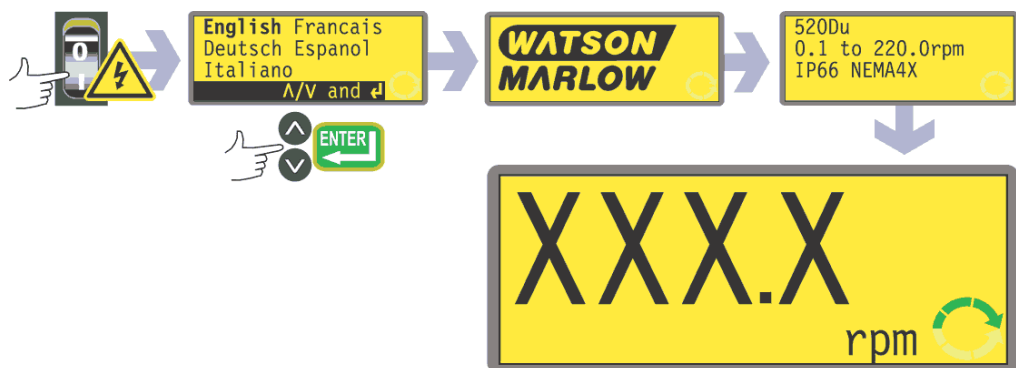 0
I
English Francais
Deutsch Espanol
Italiano
Λ/V and ↲
ENTER
WATSON
MARLOW
520Du
0.1 to 220.0rpm
IP66 NEMA4X
XXX.X
rpm